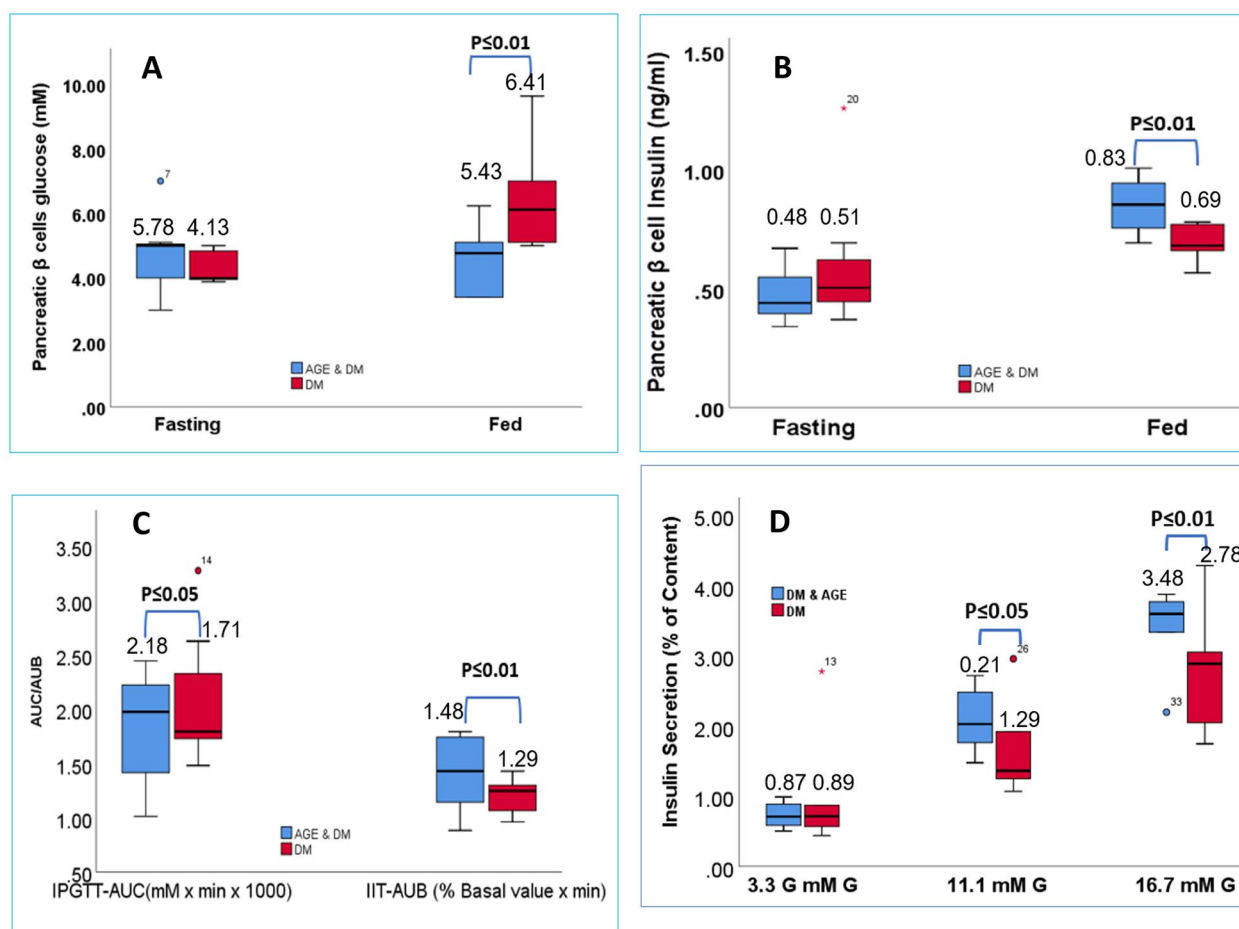 A
Pancreatic β cells glucose (mM)
10.00
8.00
6.00
4.00
2.00
.00
P≤0.01
6.41
5.43
7
5.78
4.13
AGE & DM
DM
Fasting
Fed
B
Pancreatic β cell Insulin (ng/ml)
1.50
1.00
.50
.00
20
P≤0.01
0.83
0.69
0.48
0.51
AGE & DM
DM
Fasting
Fed
C
AUC/AUB
3.50
3.00
2.50
2.00
1.50
1.00
.50
14
P≤0.05
2.18
1.71
P≤0.01
1.48
1.29
AGE & DM
DM
IPGTT-AUC(mM x min x 1000)
IIT-AUB (% Basal value x min)
D
Insulin Secretion (% of Content)
5.00
4.00
3.00
2.00
1.00
.00
DM & AGE
DM
P≤0.01
2.78
3.48
P≤0.05
26
0.21
1.29
33
13
0.87
0.89
3.3 G mM G
11.1 mM G
16.7 mM G